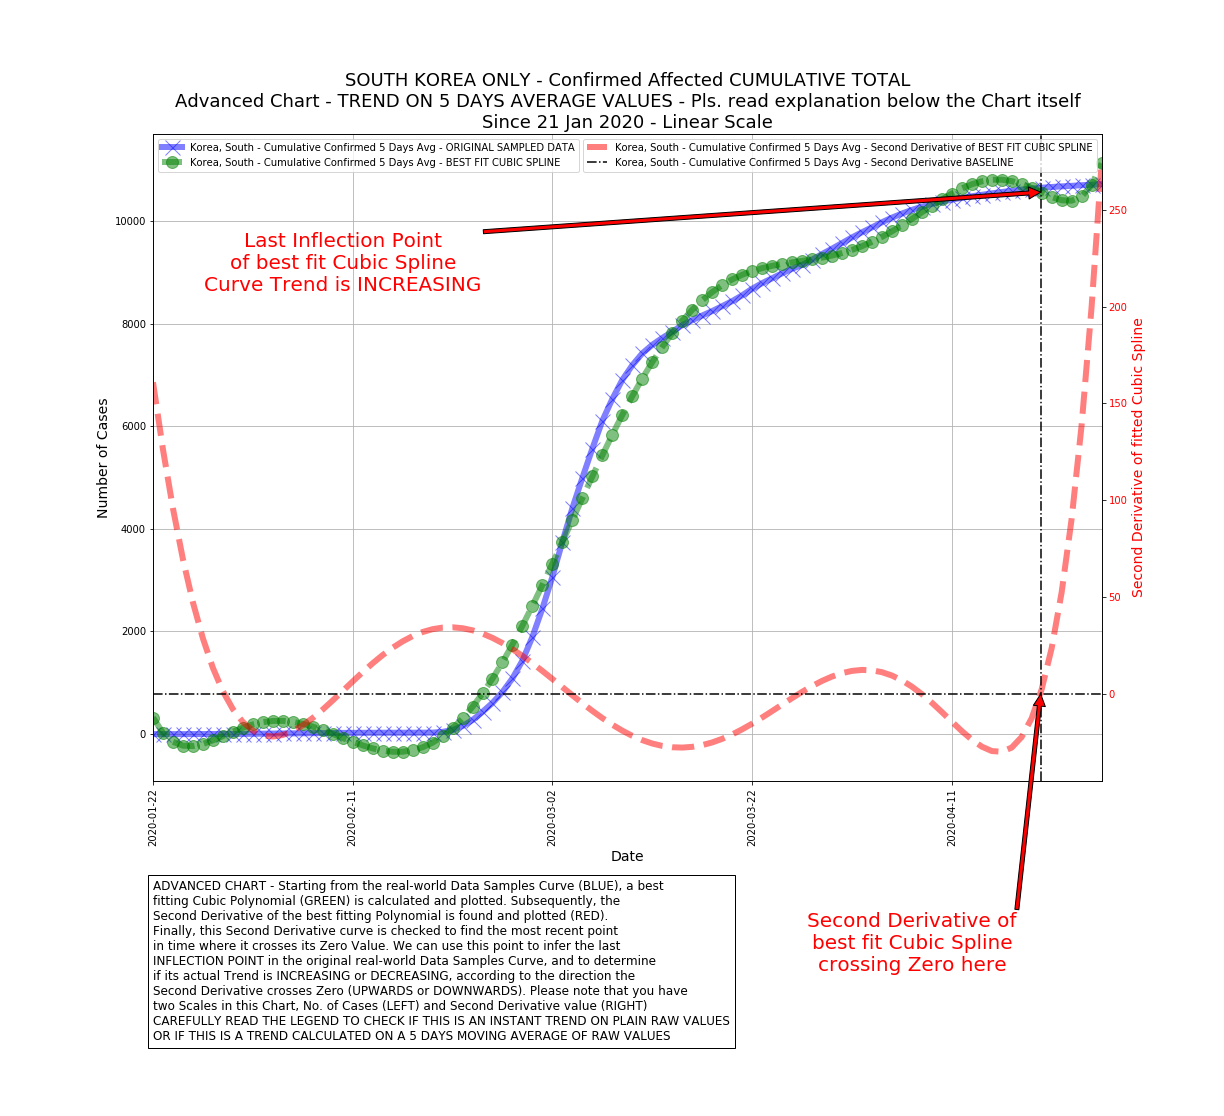 SOUTH KOREA ONLY - Confirmed Affected CUMULATIVE TOTAL
Advanced Chart - TREND ON 5 DAYS AVERAGE VALUES - Pls. read explanation below the Chart itself
Since 21 Jan 2020 - Linear Scale
Korea, South - Cumulative Confirmed 5 Days Avg - ORIGINAL SAMPLED DATA
Korea, South - Cumulative Confirmed 5 Days Avg - BEST FIT CUBIC SPLINE
Korea, South - Cumulative Confirmed 5 Days Avg - Second Derivative of BEST FIT CUBIC SPLINE
Korea, South - Cumulative Confirmed 5 Days Avg - Second Derivative BASELINE
Last Inflection Point
of best fit Cubic Spline
Curve Trend is INCREASING
Number of Cases
10000
8000
6000
4000
2000
0
250
200
150
100
50
0
Second Derivative of fitted Cubic Spline
2020-01-22
2020-02-11
2020-03-02
2020-03-22
2020-04-11
Date
Second Derivative of
best fit Cubic Spline
crossing Zero here
ADVANCED CHART - Starting from the real-world Data Samples Curve (BLUE), a best
fitting Cubic Polynomial (GREEN) is calculated and plotted. Subsequently, the
Second Derivative of the best fitting Polynomial is found and plotted (RED).
Finally, this Second Derivative curve is checked to find the most recent point
in time where it crosses its Zero Value. We can use this point to infer the last
INFLECTION POINT in the original real-world Data Samples Curve, and to determine
if its actual Trend is INCREASING or DECREASING, according to the direction the
Second Derivative crosses Zero (UPWARDS or DOWNWARDS). Please note that you have
two Scales in this Chart, No. of Cases (LEFT) and Second Derivative value (RIGHT)
CAREFULLY READ THE LEGEND TO CHECK IF THIS IS AN INSTANT TREND ON PLAIN RAW VALUES
OR IF THIS IS A TREND CALCULATED ON A 5 DAYS MOVING AVERAGE OF RAW VALUES